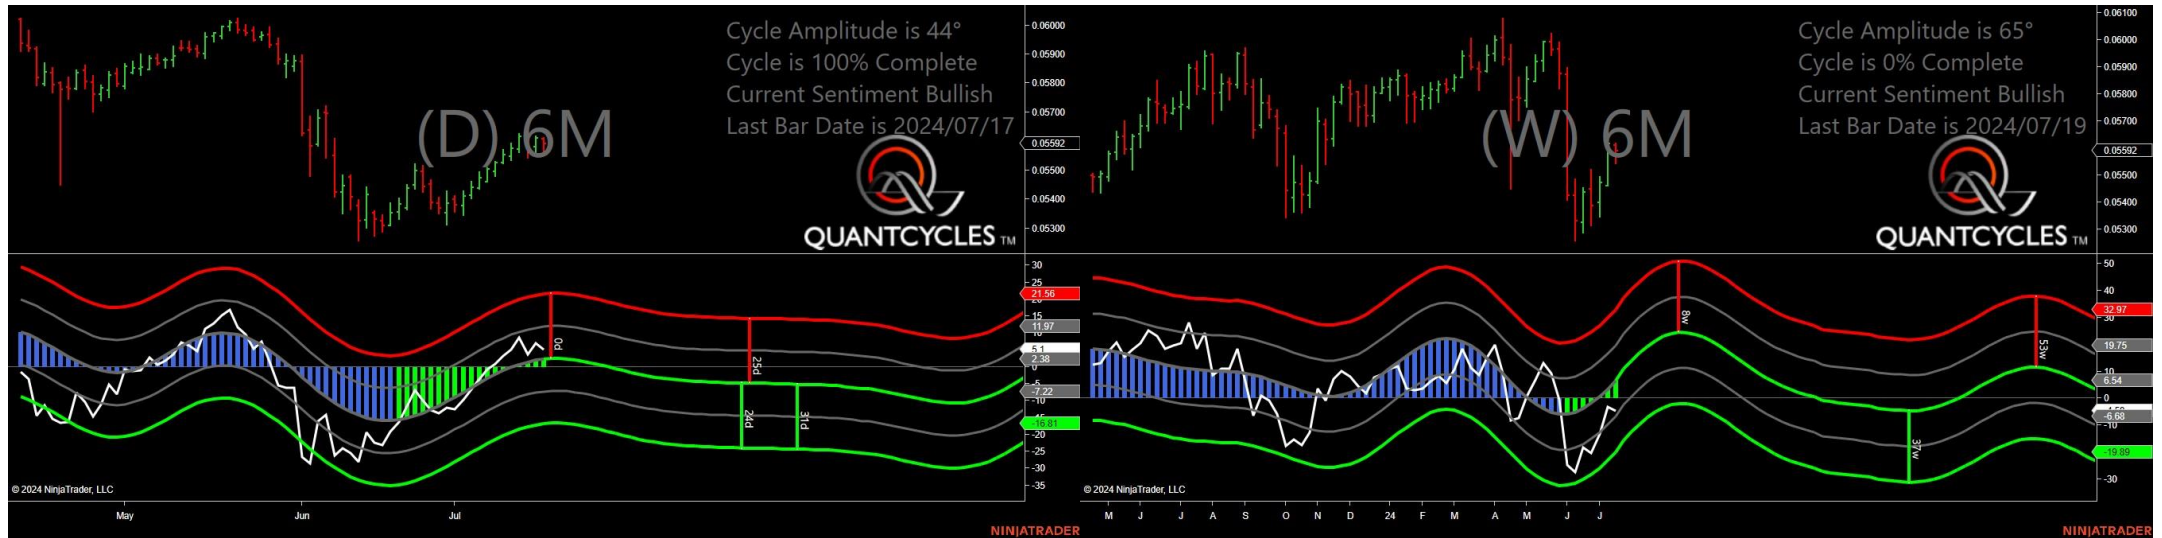 Cycle Amplitude is 44°
Cycle is 100% Complete
Current Sentiment Bullish
Last Bar Date is 2024/07/17
(D) 6M
QUANTCYCLES TM
0.06000
0.05900
0.05800
0.05700
0.05592
0.05500
0.05400
0.05300
30
25
21.56
15
11.97
5.1
2.38
0
-5
-7.22
-10
-15
-16.81
-20
-25
-30
-35
0d
25d
24d
31d
© 2024 NinjaTrader, LLC
May Jun Jul
NINJATRADER
Cycle Amplitude is 65°
Cycle is 0% Complete
Current Sentiment Bullish
Last Bar Date is 2024/07/19
(W) 6M
QUANTCYCLES TM
0.06100
0.06000
0.05900
0.05800
0.05700
0.05592
0.05500
0.05400
0.05300
50
40
32.97
30
19.75
10
6.54
0
-6.68
-10
-19.89
-30
8w
53w
37w
© 2024 NinjaTrader, LLC
M J J A S O N D 24 F M A M J J
NINJATRADER